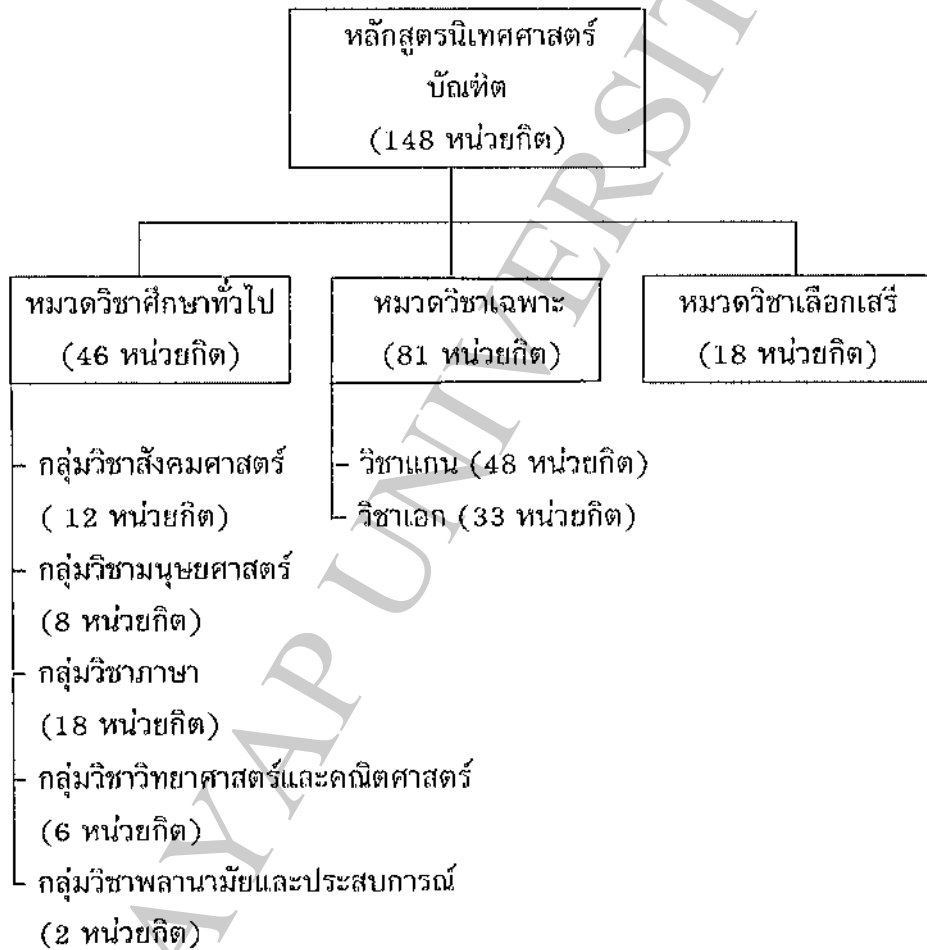 หลักสูตรนิเทศศาสตร์
บัณฑิต
(148 หน่วยกิต)
หมวดวิชาศึกษาทั่วไป
(46 หน่วยกิต)
หมวดวิชาเฉพาะ
(81 หน่วยกิต)
หมวดวิชาเลือกเสรี
(18 หน่วยกิต)
กลุ่มวิชาสังคมศาสตร์
( 12 หน่วยกิต)
กลุ่มวิชามนุษยศาสตร์
(8 หน่วยกิต)
กลุ่มวิชาภาษา
(18 หน่วยกิต)
กลุ่มวิชาวิทยาศาสตร์และคณิตศาสตร์
(6 หน่วยกิต)
กลุ่มวิชาพลานามัยและประสบการณ์
(2 หน่วยกิต)
วิชาแกน (48 หน่วยกิต)
วิชาเอก (33 หน่วยกิต)
AYAP UNIVERSIT